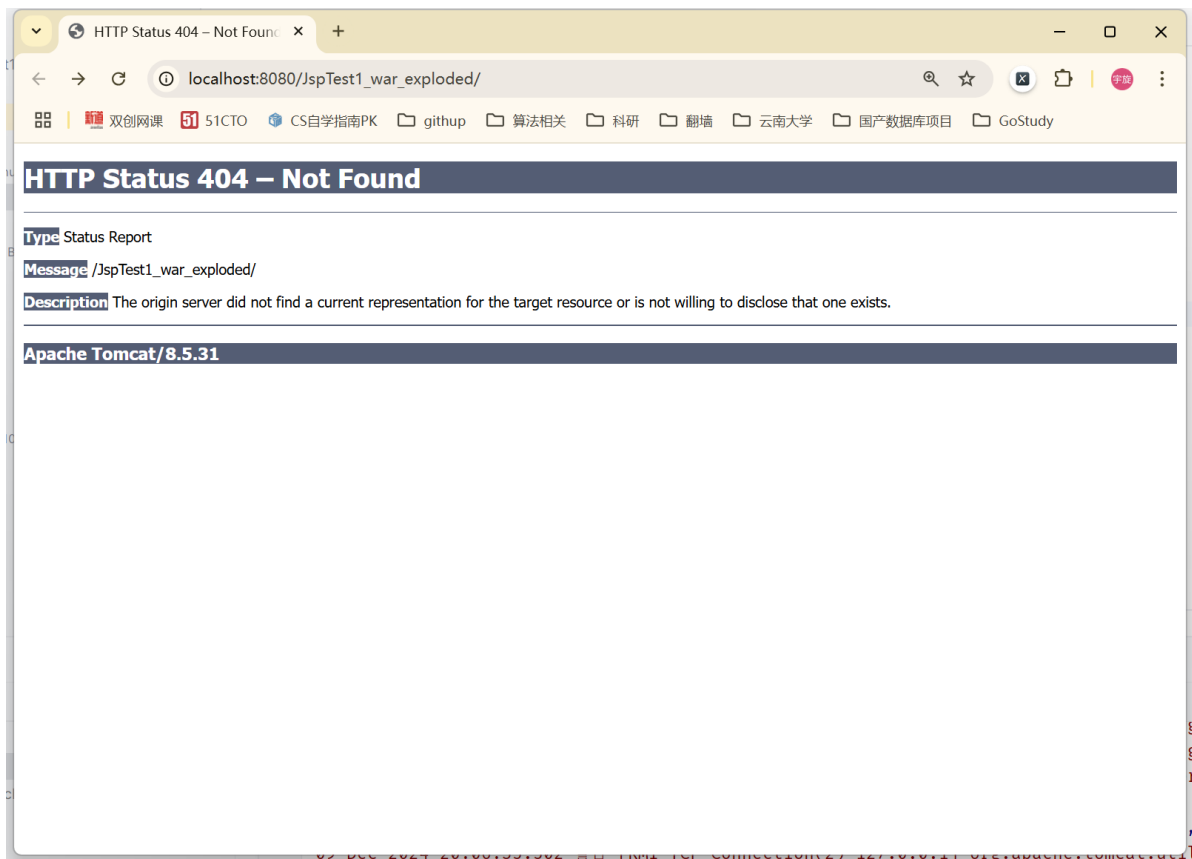 HTTP Status 404 – Not Found
localhost:8080/JspTest1_war_exploded/
宇旋
双创网课 51 51CTO CS自学指南PK githup 算法相关 科研 翻墙 云南大学 国产数据库项目 GoStudy
HTTP Status 404 – Not Found
Type Status Report
Message /JspTest1_war_exploded/
Description The origin server did not find a current representation for the target resource or is not willing to disclose that one exists.
Apache Tomcat/8.5.31